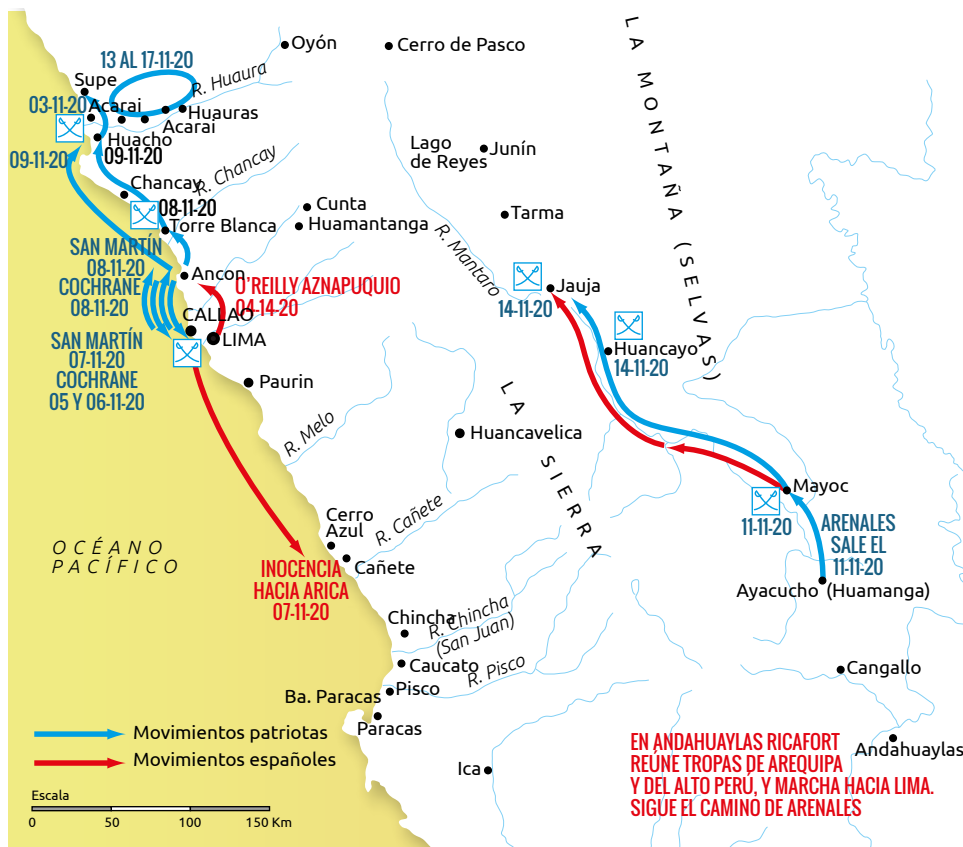 13 AL 17-11-20
Oyón
Cerro de Pasco
LA MONTAÑA (SELVAS)
Supe
R. Huaura
03-11-20
Acarai
Huauras
Acarai
Huacho
09-11-20
09-11-20
Lago
de Reyes
Junín
R. Chancay
Chancay
08-11-20
Torre Blanca
Cunta
Huamantanga
Tarma
R. Mantaro
SAN MARTÍN
08-11-20
COCHRANE
08-11-20
Ancon
O'REILLY AZNAPUQUIO
04-14-20
CALLAO
LIMA
Jauja
14-11-20
Huancayo
14-11-20
SAN MARTÍN
07-11-20
COCHRANE
05 Y 06-11-20
Paurin
R. Melo
LA SIERRA
Huancavelica
Mayoc
11-11-20
ARENALES
SALE EL
11-11-20
Ayacucho (Huamanga)
Cerro
Azul
R. Cañete
Cañete
OCÉANO
PACÍFICO
INOCENCIA
HACIA ARICA
07-11-20
Chincha
R. Chincha
(San Juan)
Caucato
R. Pisco
Ba. Paracas
Pisco
Paracas
Cangallo
Andahuaylas
Ica
Movimientos patriotas
Movimientos españoles
EN ANDAHUAYLAS RICAFORT
REÚNE TROPAS DE AREQUIPA
Y DEL ALTO PERÚ, Y MARCHA HACIA LIMA.
SIGUE EL CAMINO DE ARENALES
Escala
0 50 100 150 Km